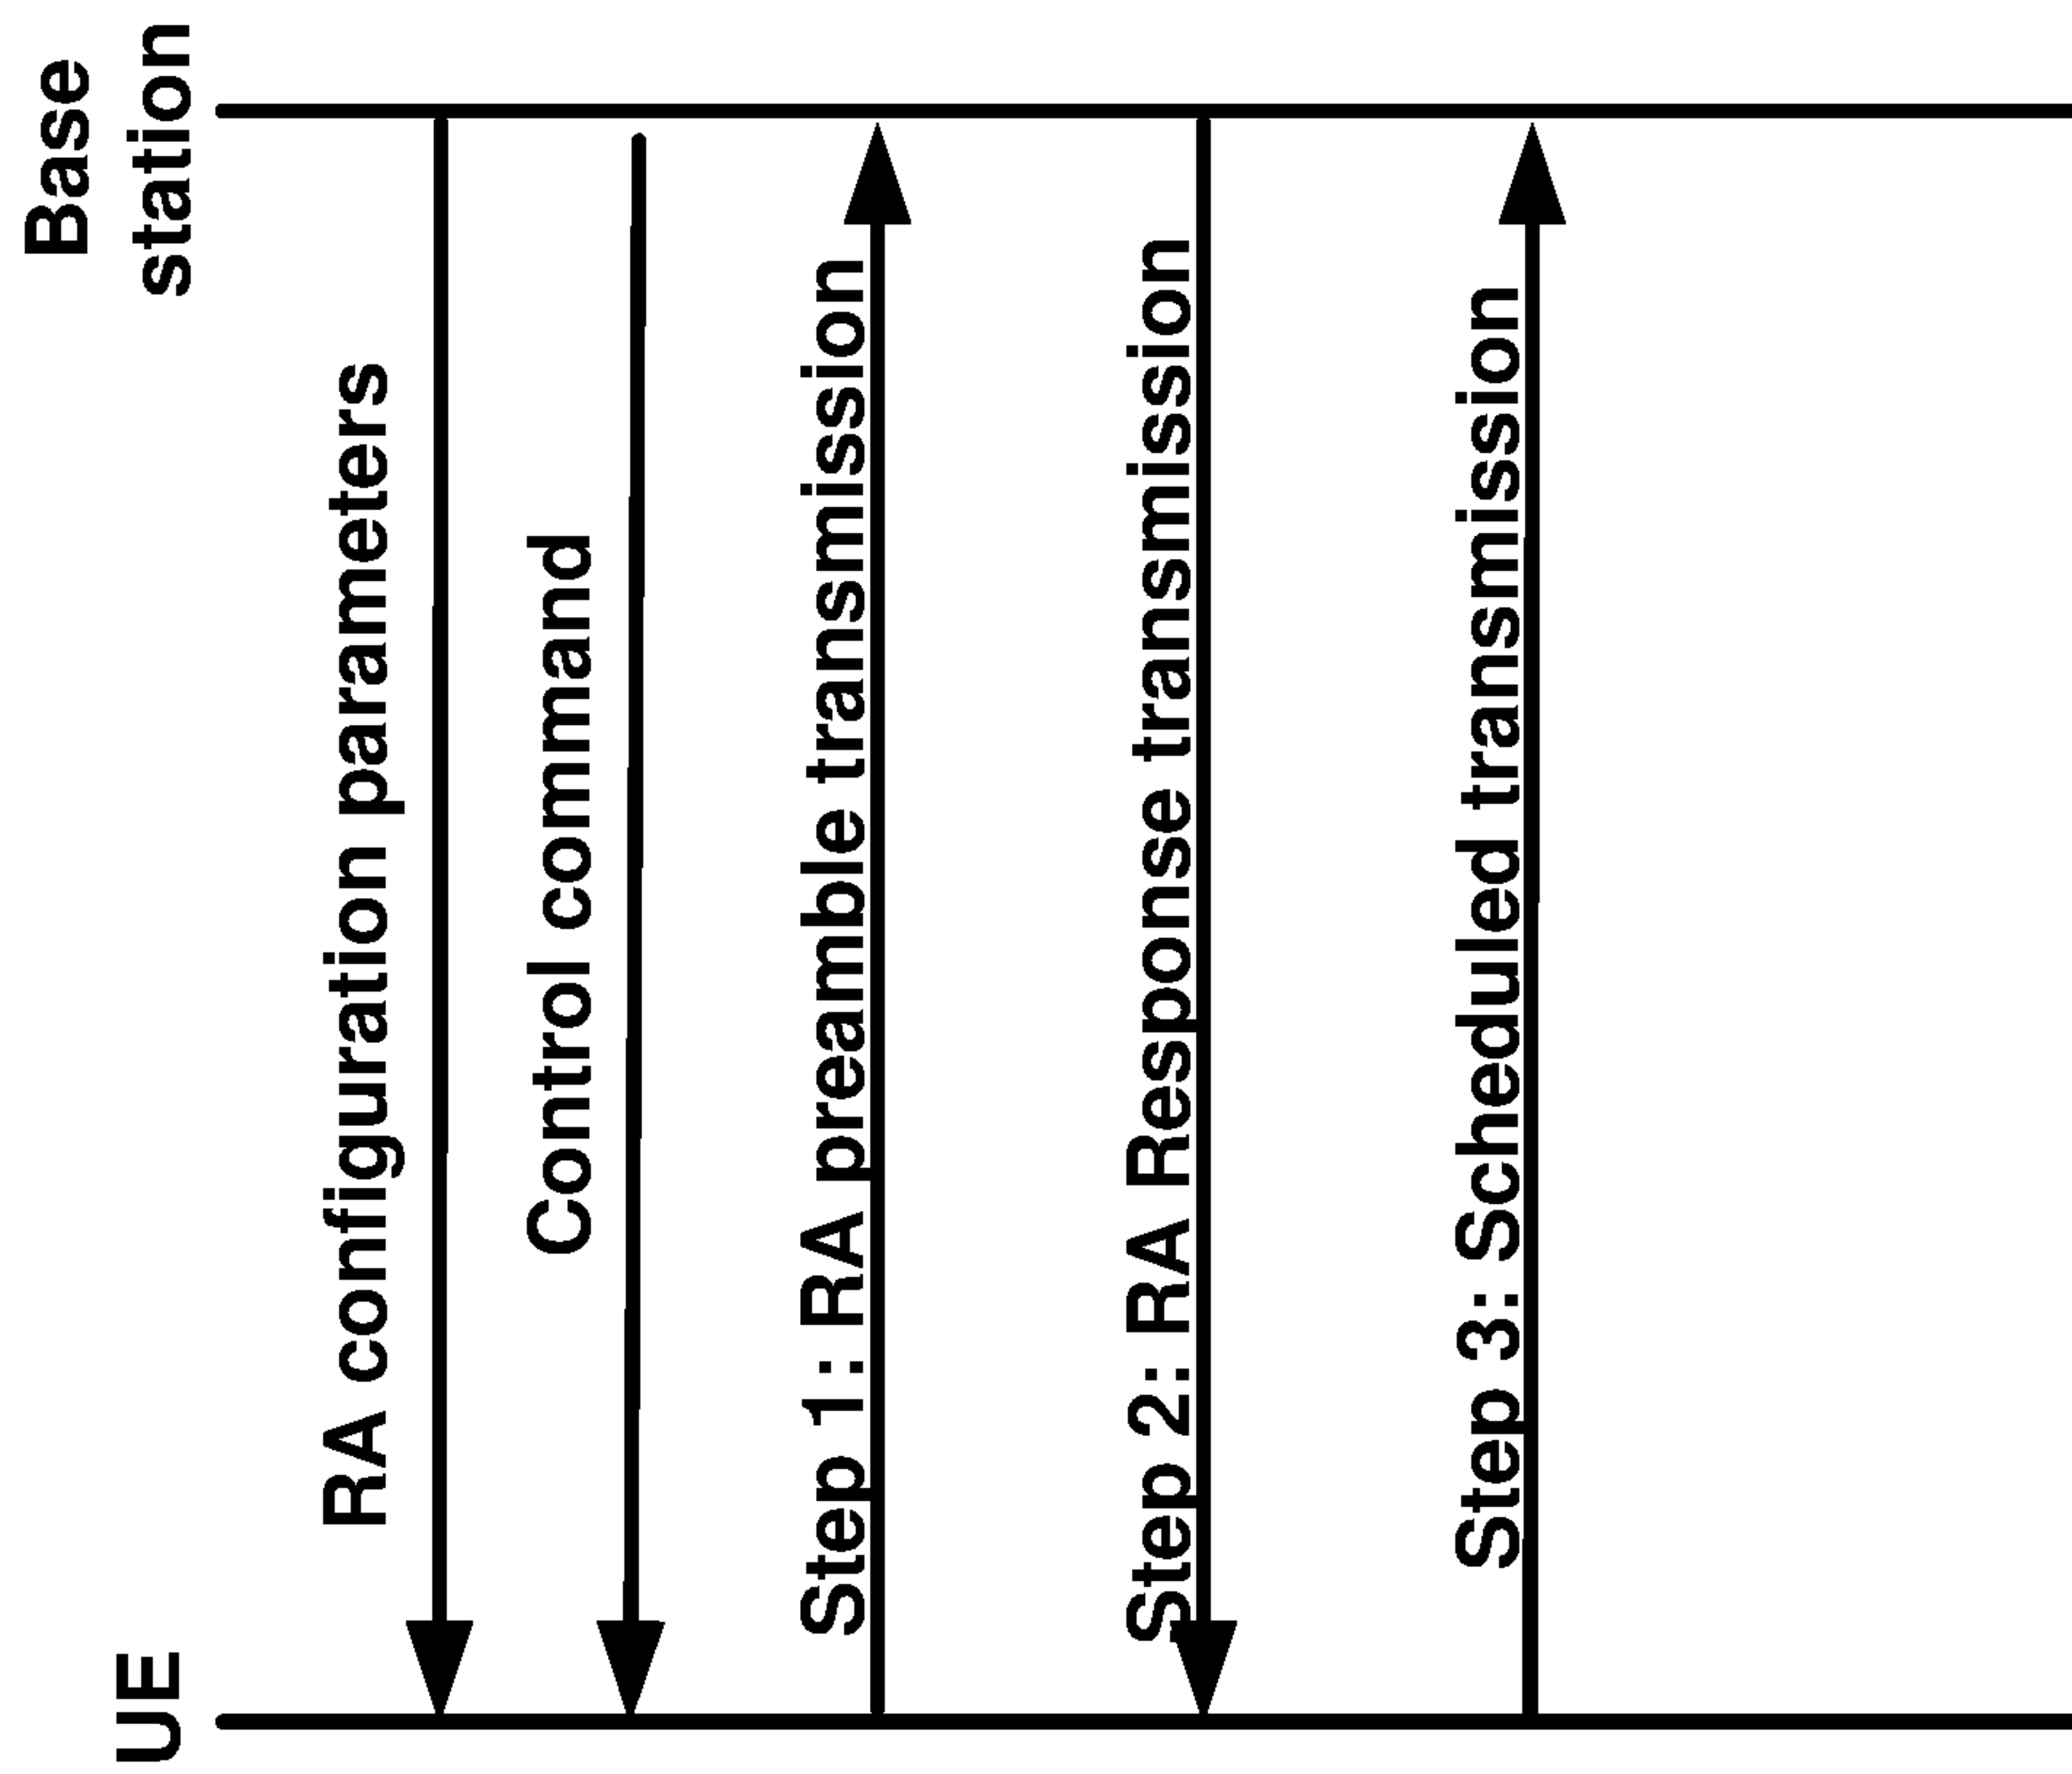 UE
Base
station
RA configuration parameters
Control command
Step 1: RA preamble transmission
Step 2: RA Response transmission
Step 3: Scheduled transmission